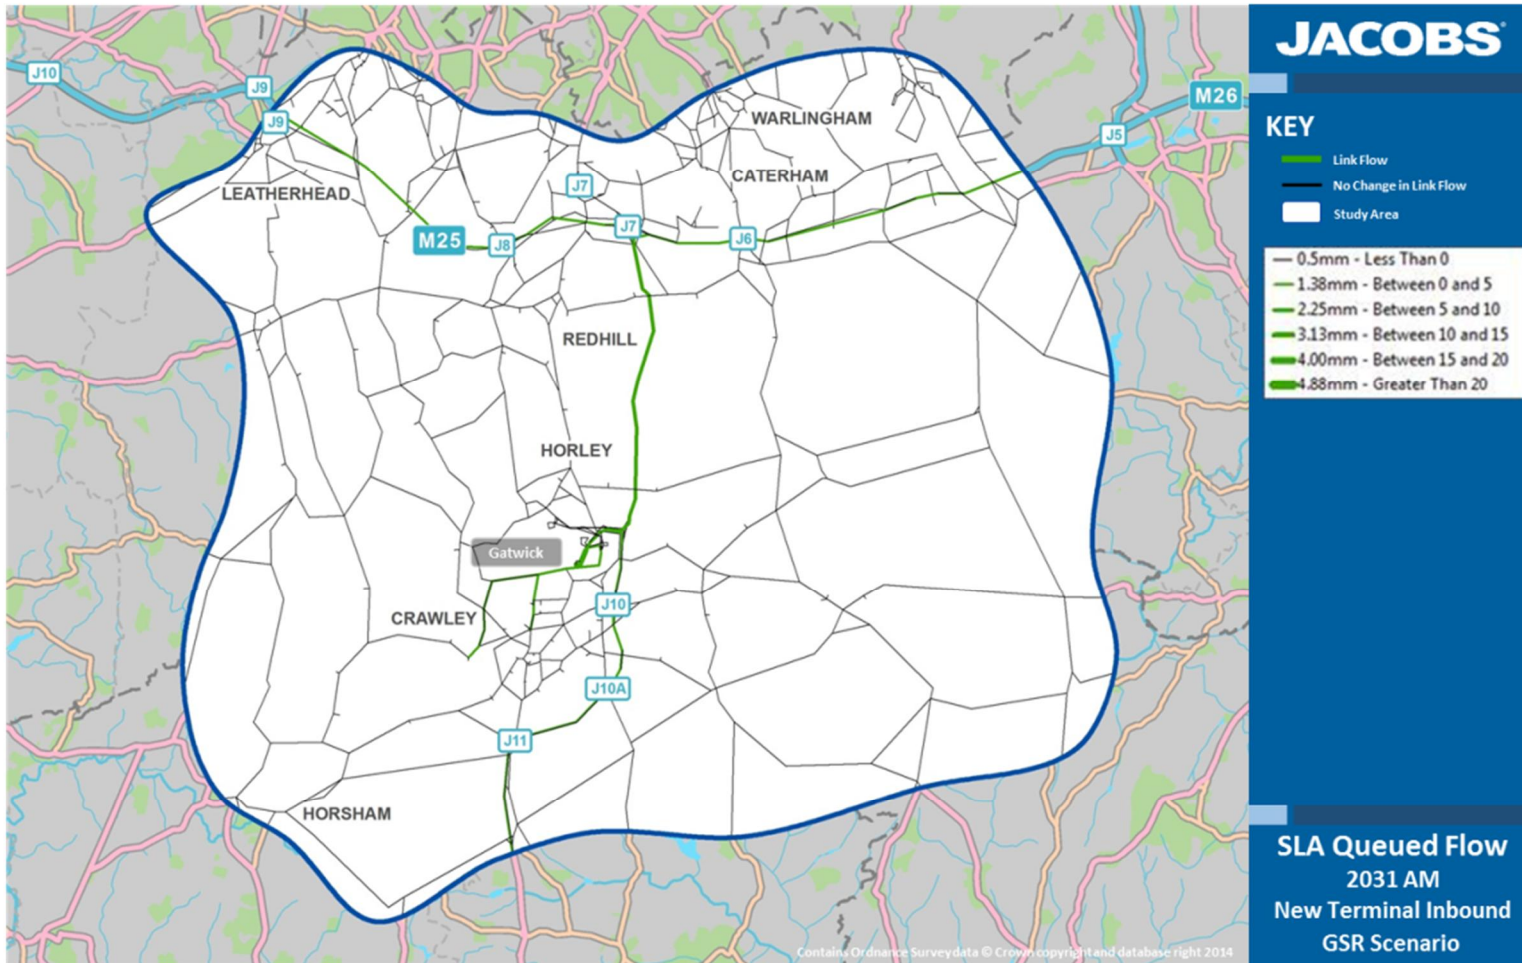 J10
J9
J9
LEATHERHEAD
M25
J8
J7
J7
WARLINGHAM
CATERHAM
J6
J5
M26
REDHILL
HORLEY
Gatwick
CRAWLEY
J10
J10A
J11
HORSHAM
Contains Ordnance Survey data © Crown copyright and database right 2014
JACOBS
KEY
Link Flow
No Change in Link Flow
Study Area
0.5mm - Less Than 0
1.38mm - Between 0 and 5
2.25mm - Between 5 and 10
3.13mm - Between 10 and 15
4.00mm - Between 15 and 20
4.88mm - Greater Than 20
SLA Queued Flow
2031 AM
New Terminal Inbound
GSR Scenario